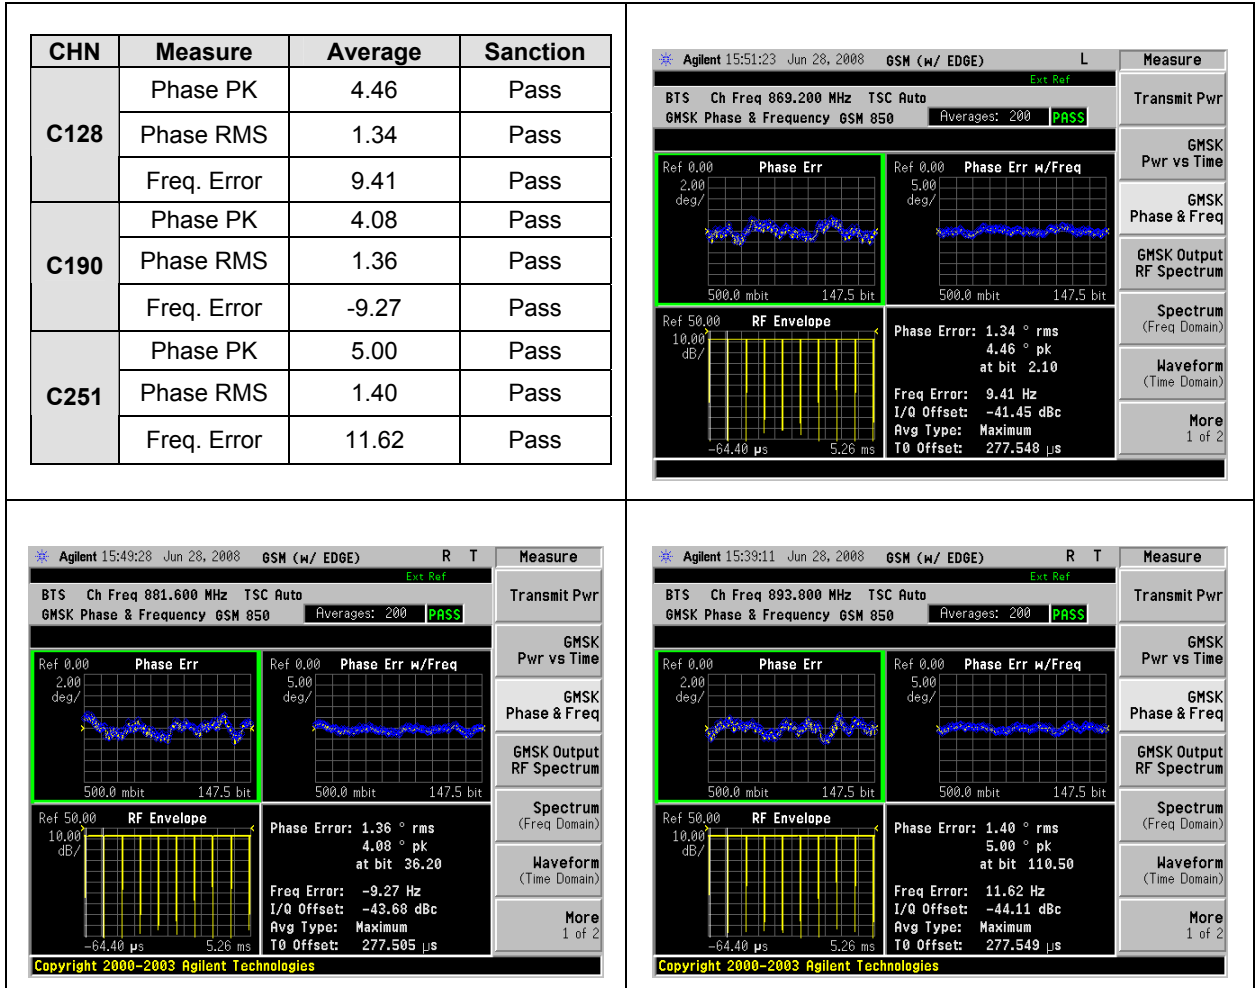 CHN Measure Average Sanction
C128 Phase PK 4.46 Pass
Phase RMS 1.34 Pass
Freq. Error 9.41 Pass
C190 Phase PK 4.08 Pass
Phase RMS 1.36 Pass
Freq. Error -9.27 Pass
C251 Phase PK 5.00 Pass
Phase RMS 1.40 Pass
Freq. Error 11.62 Pass
Agilent 15:51:23 Jun 28, 2008 GSM (w/ EDGE) L
Ext Ref
BTS Ch Freq 869.200 MHz TSC Auto
GMSK Phase & Frequency GSM 850 Averages: 200 PASS
Ref 0.00 Phase Err
2.00
deg/
500.0 mbit 147.5 bit
Ref 0.00 Phase Err w/Freq
5.00
deg/
500.0 mbit 147.5 bit
Ref 50.00 RF Envelope
10.00
dB/
-64.40 µs 5.26 ms
Phase Error: 1.34 ° rms
4.46 ° pk
at bit 2.10
Freq Error: 9.41 Hz
I/Q Offset: -41.45 dBc
Avg Type: Maximum
T0 Offset: 277.548 µs
Measure
Transmit Pwr
GMSK
Pwr vs Time
GMSK
Phase & Freq
GMSK Output
RF Spectrum
Spectrum
(Freq Domain)
Waveform
(Time Domain)
More
1 of 2
Agilent 15:49:28 Jun 28, 2008 GSM (w/ EDGE) R T
Ext Ref
BTS Ch Freq 881.600 MHz TSC Auto
GMSK Phase & Frequency GSM 850 Averages: 200 PASS
Ref 0.00 Phase Err
2.00
deg/
500.0 mbit 147.5 bit
Ref 0.00 Phase Err w/Freq
5.00
deg/
500.0 mbit 147.5 bit
Ref 50.00 RF Envelope
10.00
dB/
-64.40 µs 5.26 ms
Phase Error: 1.36 ° rms
4.08 ° pk
at bit 36.20
Freq Error: -9.27 Hz
I/Q Offset: -43.68 dBc
Avg Type: Maximum
T0 Offset: 277.505 µs
Copyright 2000-2003 Agilent Technologies
Measure
Transmit Pwr
GMSK
Pwr vs Time
GMSK
Phase & Freq
GMSK Output
RF Spectrum
Spectrum
(Freq Domain)
Waveform
(Time Domain)
More
1 of 2
Agilent 15:39:11 Jun 28, 2008 GSM (w/ EDGE) R T
Ext Ref
BTS Ch Freq 893.800 MHz TSC Auto
GMSK Phase & Frequency GSM 850 Averages: 200 PASS
Ref 0.00 Phase Err
2.00
deg/
500.0 mbit 147.5 bit
Ref 0.00 Phase Err w/Freq
5.00
deg/
500.0 mbit 147.5 bit
Ref 50.00 RF Envelope
10.00
dB/
-64.40 µs 5.26 ms
Phase Error: 1.40 ° rms
5.00 ° pk
at bit 110.50
Freq Error: 11.62 Hz
I/Q Offset: -44.11 dBc
Avg Type: Maximum
T0 Offset: 277.549 µs
Copyright 2000-2003 Agilent Technologies
Measure
Transmit Pwr
GMSK
Pwr vs Time
GMSK
Phase & Freq
GMSK Output
RF Spectrum
Spectrum
(Freq Domain)
Waveform
(Time Domain)
More
1 of 2